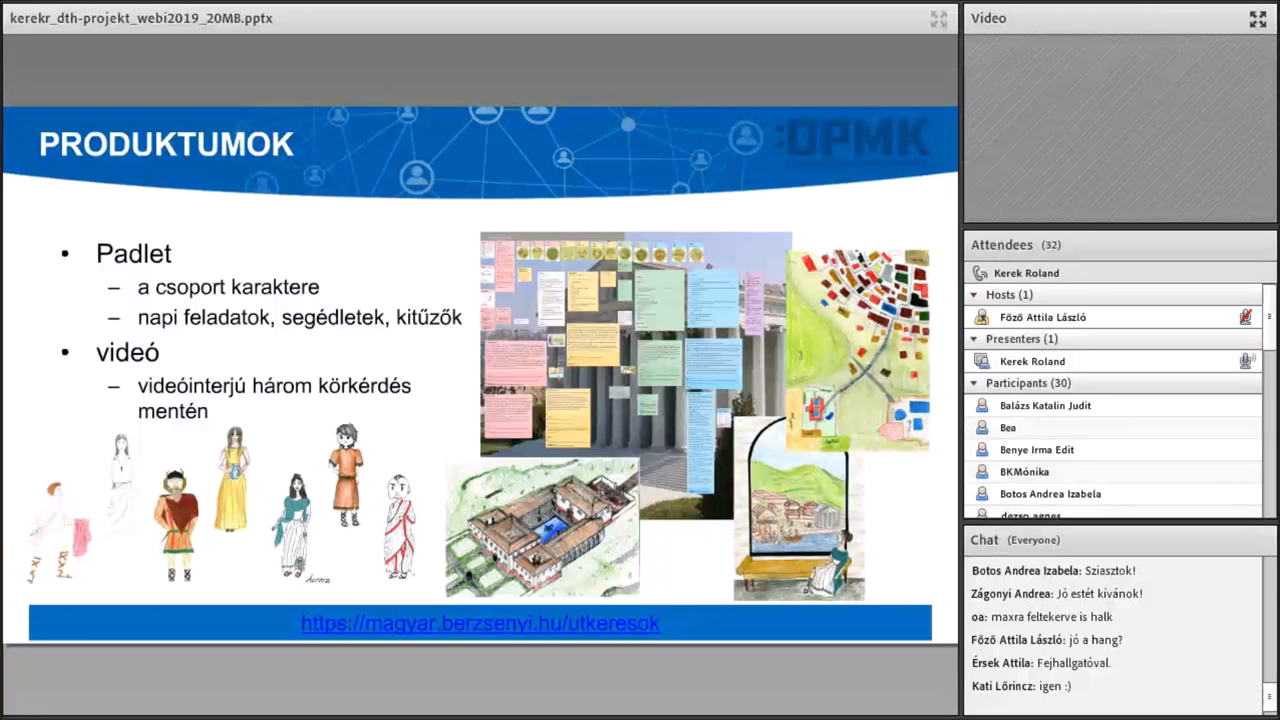 kerekr_dth-projekt_webi2019_20MB.pptx
PRODUKTUMOK
:OPMK
• Padlet
– a csoport karaktere
– napi feladatok, segédletek, kitűzők
• videó
– videóinterjú három körkérdés
mentén
Aurora
https://magyar.berzsenyi.hu/utkeresok
Video
Attendees (32)
Kerek Roland
Hosts (1)
Főző Attila László
Presenters (1)
Kerek Roland
Participants (30)
Balázs Katalin Judit
Bea
Benye Irma Edit
BKMónika
Botos Andrea Izabela
Chat (Everyone)
Botos Andrea Izabela: Sziasztok!
Zágonyi Andrea: Jó estét kívánok!
oa: maxra feltekerve is halk
Főző Attila László: jó a hang?
Érsek Attila: Fejhallgatóval.
Kati Lőrincz: igen :)